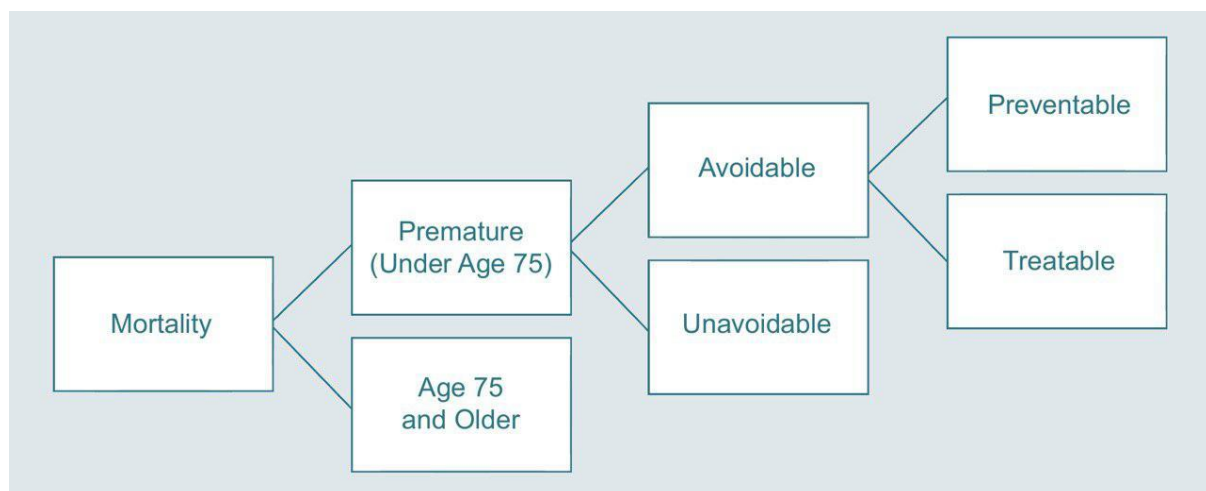 Mortality
Premature
(Under Age 75)
Age 75
and Older
Avoidable
Unavoidable
Preventable
Treatable